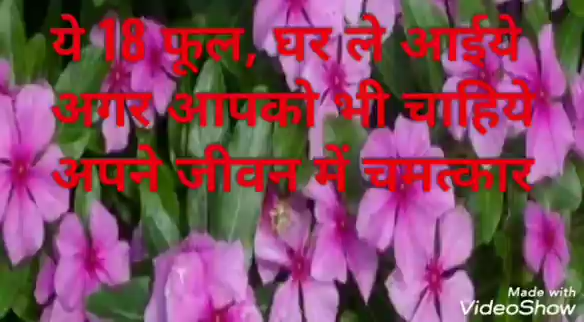 ये 18 फूल, घर ले आईये
अगर आपको भी चाहिये
अपने जीवन में चमत्कार
Made with
VideoShow